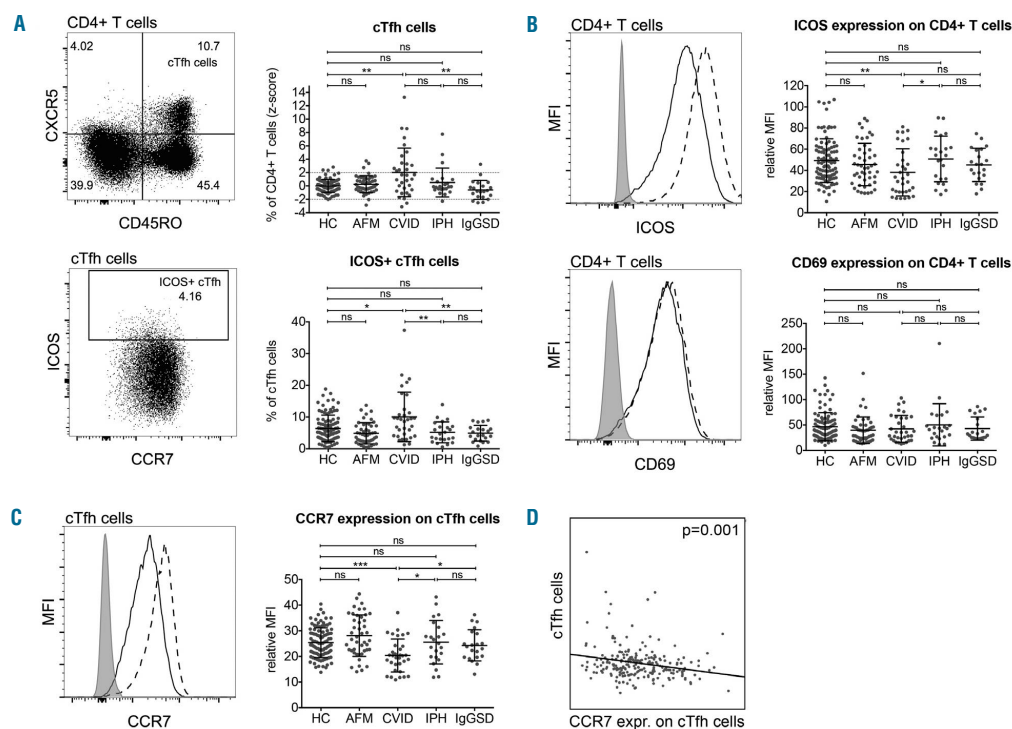 A
CD4+ T cells
4.02
10.7
cTfh cells
CXCR5
39.9
45.4
CD45RO
cTfh cells
ns
ns
** **
ns ns ns
% of CD4+ T cells (z-score)
14
12
10
8
6
4
2
0
-2
-4
HC AFM CVID IPH IgGSD
cTfh cells
ICOS+ cTfh
4.16
ICOS
CCR7
ICOS+ cTfh cells
ns
ns
* **
ns ** ns
% of cTfh cells
40
30
20
10
0
HC AFM CVID IPH IgGSD
B
CD4+ T cells
MFI
ICOS
ICOS expression on CD4+ T cells
ns
ns
** ns
ns * ns
relative MFI
120
100
80
60
40
20
0
HC AFM CVID IPH IgGSD
CD4+ T cells
MFI
CD69
CD69 expression on CD4+ T cells
ns
ns
ns ns
ns ns ns
relative MFI
250
200
150
100
50
0
HC AFM CVID IPH IgGSD
C
cTfh cells
MFI
CCR7
CCR7 expression on cTfh cells
ns
ns
*** *
ns * ns
relative MFI
50
40
30
20
10
0
HC AFM CVID IPH IgGSD
D
p=0.001
cTfh cells
CCR7 expr. on cTfh cells